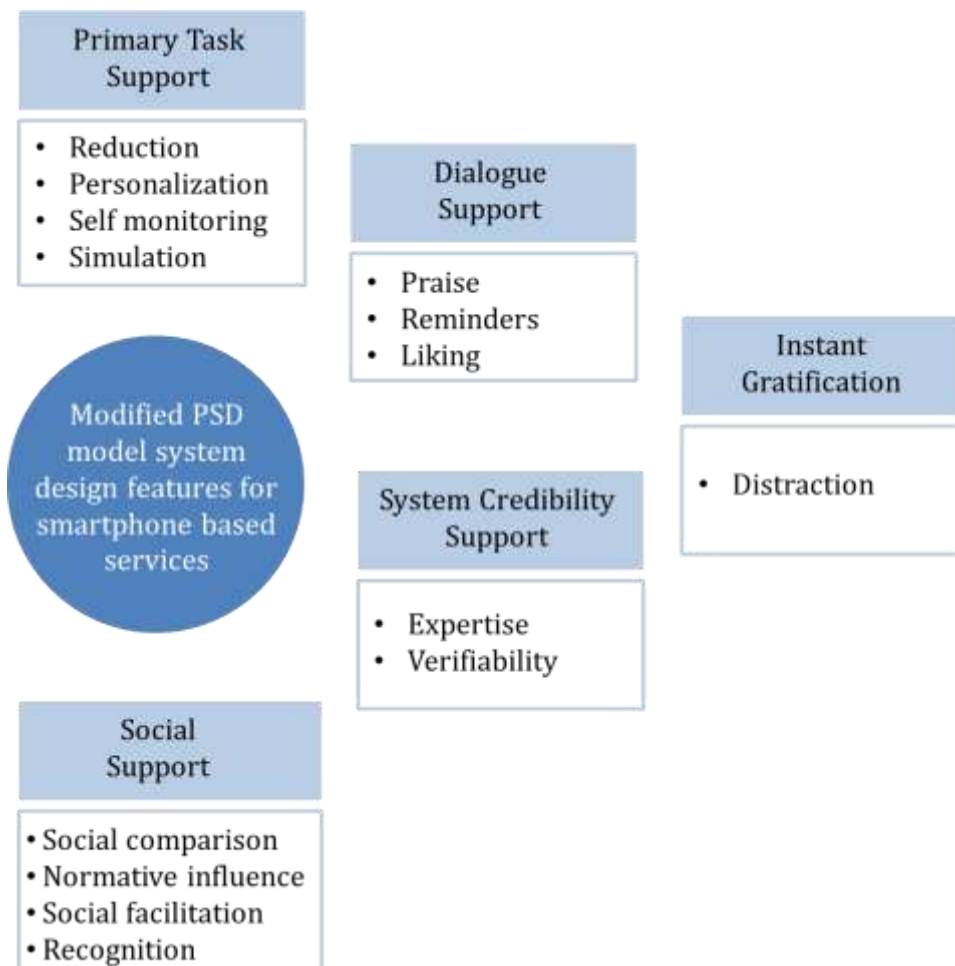 Primary Task
Support
• Reduction
• Personalization
• Self monitoring
• Simulation
Dialogue
Support
• Praise
• Reminders
• Liking
Instant
Gratification
• Distraction
Modified PSD
model system
design features for
smartphone based
services
System Credibility
Support
• Expertise
• Verifiability
Social
Support
• Social comparison
• Normative influence
• Social facilitation
• Recognition